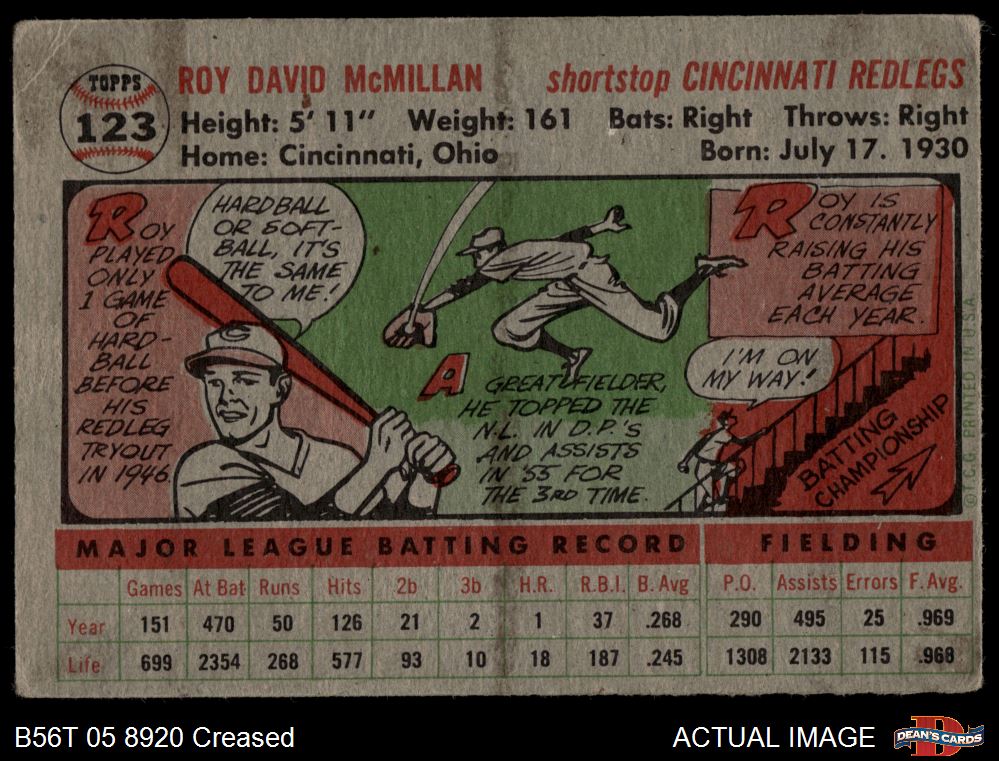 TOPPS
123
ROY DAVID McMILLAN shortstop CINCINNATI REDLEGS
Height: 5' 11" Weight: 161 Bats: Right Throws: Right
Home: Cincinnati, Ohio Born: July 17. 1930
ROY
PLAYED
ONLY
1 GAME
OF
HARD-
BALL
BEFORE
HIS
REDLEG
TRYOUT
IN 1946.
HARDBALL
OR SOFT-
BALL, IT'S
THE SAME
TO ME!
C
A GREAT FIELDER,
HE TOPPED THE
N.L. IN D.P.'S
AND ASSISTS
IN '55 FOR
THE 3RD TIME.
ROY IS
CONSTANTLY
RAISING HIS
BATTING
AVERAGE
EACH YEAR.
I'M ON
MY WAY!
BATTING
CHAMPIONSHIP
©T.C.G. PRINTED IN U.S.A.
MAJOR LEAGUE BATTING RECORD FIELDING
Games At Bat Runs Hits 2b 3b H.R. R.B.I. B. Avg P.O. Assists Errors F. Avg.
Year 151 470 50 126 21 2 1 37 .268 290 495 25 .969
Life 699 2354 268 577 93 10 18 187 .245 1308 2133 115 .968
B56T 05 8920 Creased ACTUAL IMAGE
DEAN'S CARDS